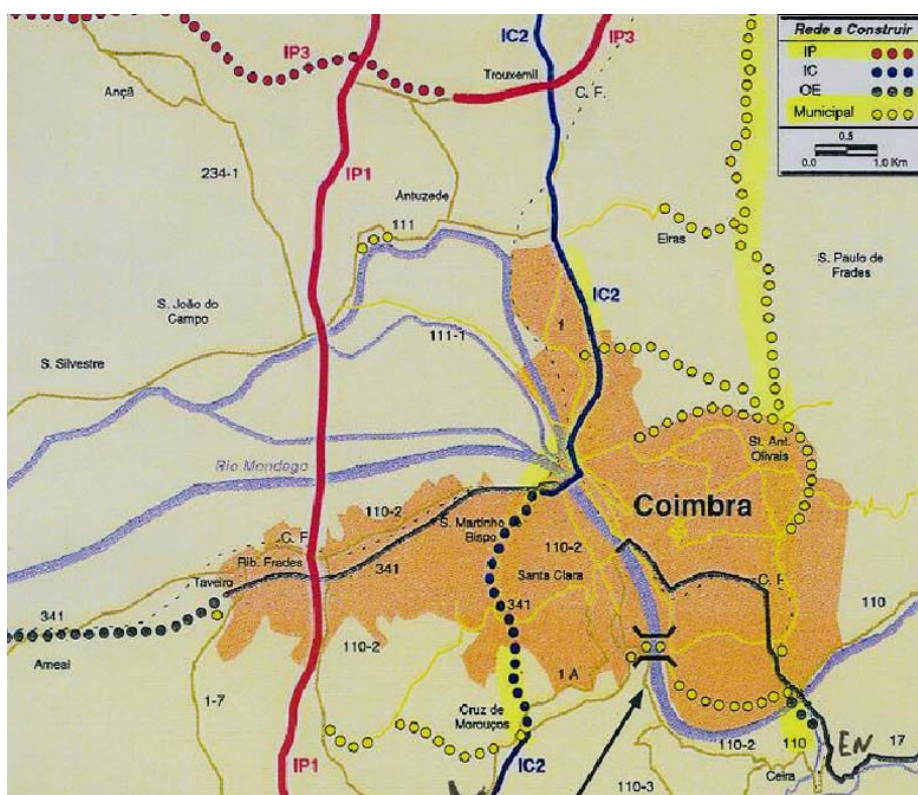 Rede a Construir
IP
IC
OE
Municipal
0.5
0.0 1.0 Km
IC2
IP3
IP3
Trouxemil
C. F.
Ançã
234-1
IP1
Antuzede
111
Eiras
S. Paulo de
Frades
IC2
S. João do
Campo
1
111-1
S. Silvestre
St. Ant.
Olivais
Rio Mondego
Coimbra
110-2
S. Martinho do
Bispo
C. F.
Rib. Frades
341
110-2
Santa Clara
C. F.
Taveiro
341
341
110
Ameal
110-2
1 A
1-7
Cruz de
Morouços
110-2
110
EN
17
IP1
IC2
110-3
Ceira